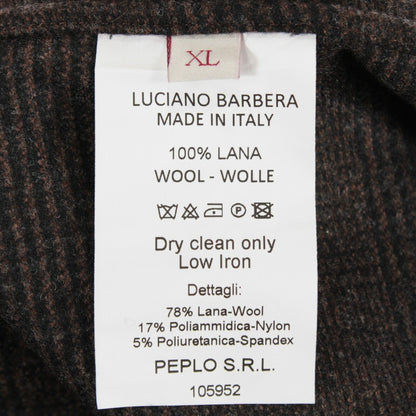 XL
LUCIANO BARBERA
MADE IN ITALY
100% LANA
WOOL - WOLLE
P
Dry clean only
Low Iron
Dettagli:
78% Lana-Wool
17% Poliammidica-Nylon
5% Poliuretanica-Spandex
PEPLO S.R.L.
105952